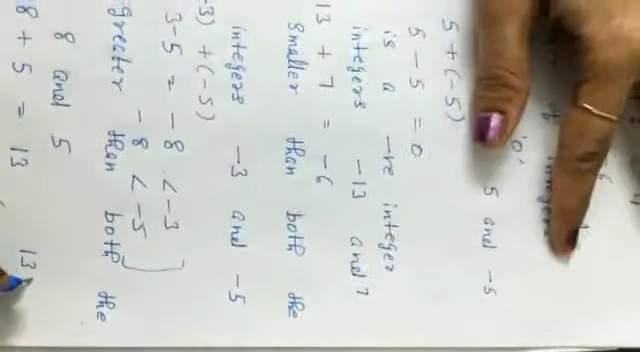 '0' 5 and -5
5 + (-5)
5 - 5 = 0
is a -ve integer
integers -13 and 7
13 + 7 = -6
smaller than both the
integers -3 and -5
-3) + (-5)
3 - 5 = -8 < -3
- 8 < -5
greater than both the
8 and 5
8 + 5 = 13 13